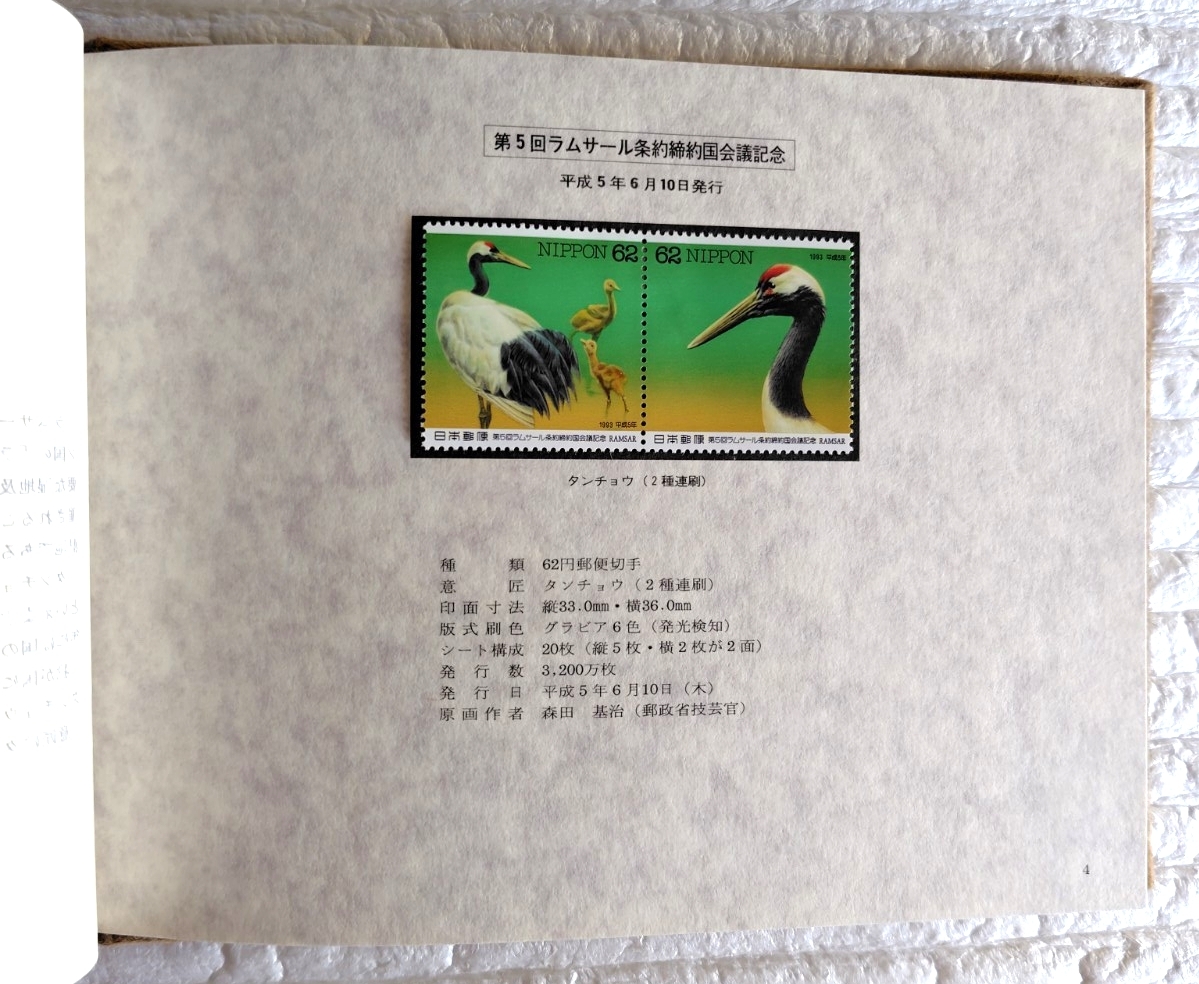 第5回ラムサール条約締約国会議記念
平成5年6月10日発行
NIPPON 62
1993 平成5年
日本郵便 第5回ラムサール条約締約国会議記念 RAMSAR
62 NIPPON
1993 平成5年
日本郵便 第5回ラムサール条約締約国会議記念 RAMSAR
タンチョウ（2種連刷）
種類 62円郵便切手
意匠 タンチョウ（2種連刷）
印面寸法 縦33.0mm・横36.0mm
版式刷色 グラビア6色（発光検知）
シート構成 20枚（縦5枚・横2枚が2面）
発行数 3,200万枚
発行日 平成5年6月10日（木）
原画作者 森田 基治（郵政省技芸官）
4